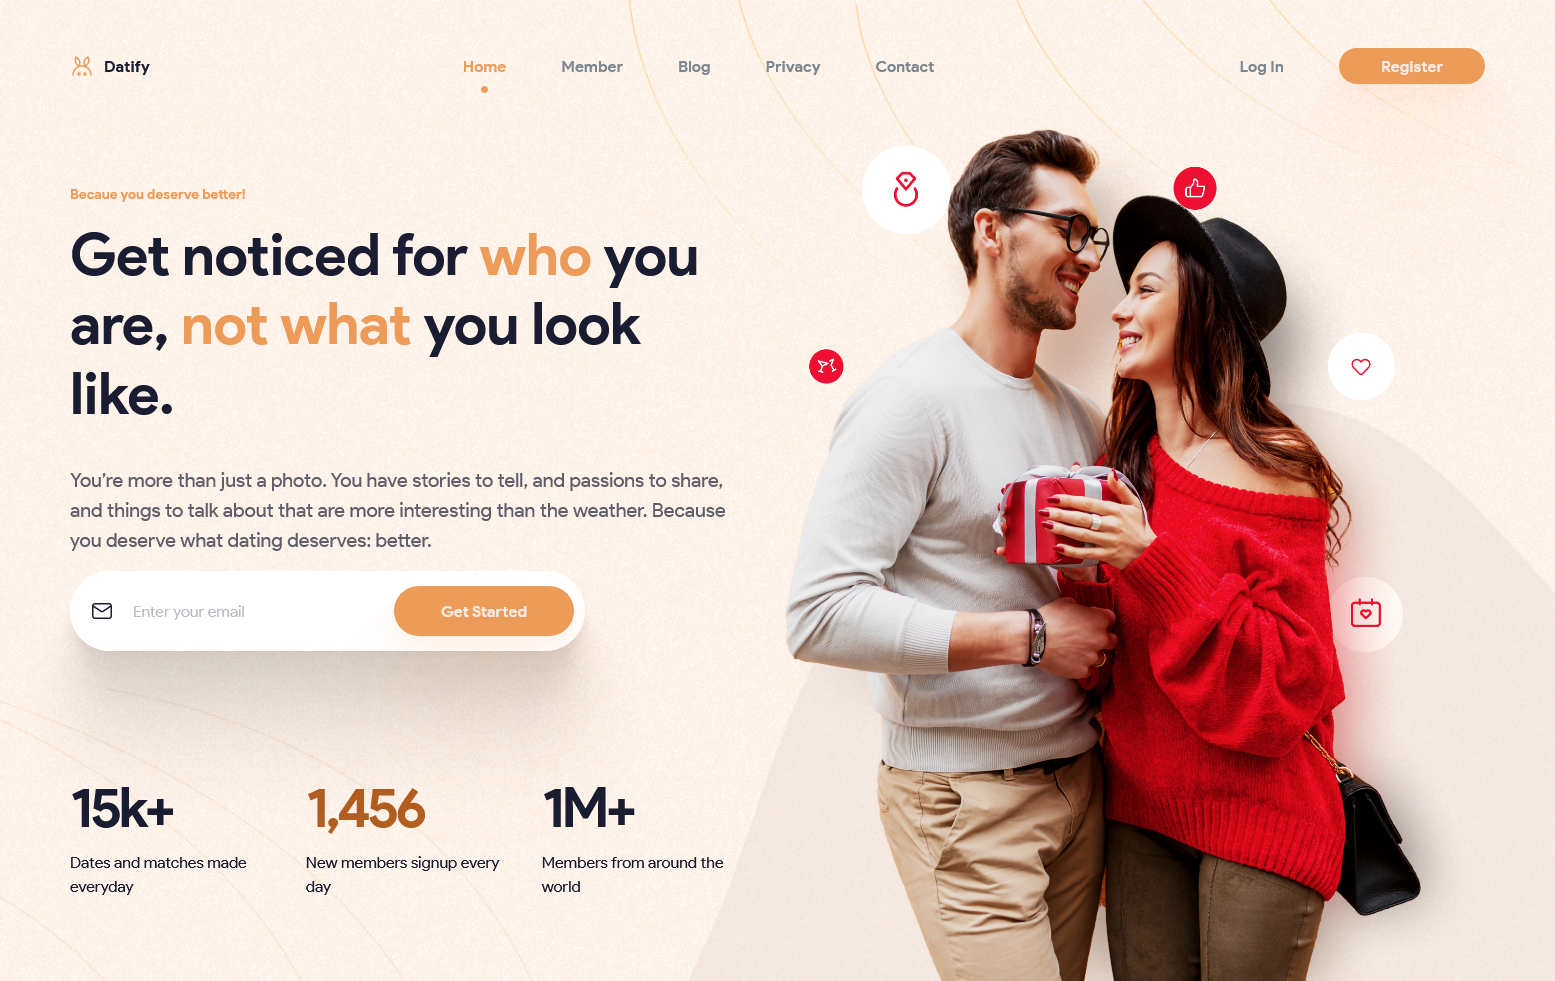 Datify
Home
Member
Blog
Privacy
Contact
Log In
Register
Becaue you deserve better!
Get noticed for who you
are, not what you look
like.
You’re more than just a photo. You have stories to tell, and passions to share,
and things to talk about that are more interesting than the weather. Because
you deserve what dating deserves: better.
Enter your email
Get Started
15k+
Dates and matches made
everyday
1,456
New members signup every
day
1M+
Members from around the
world